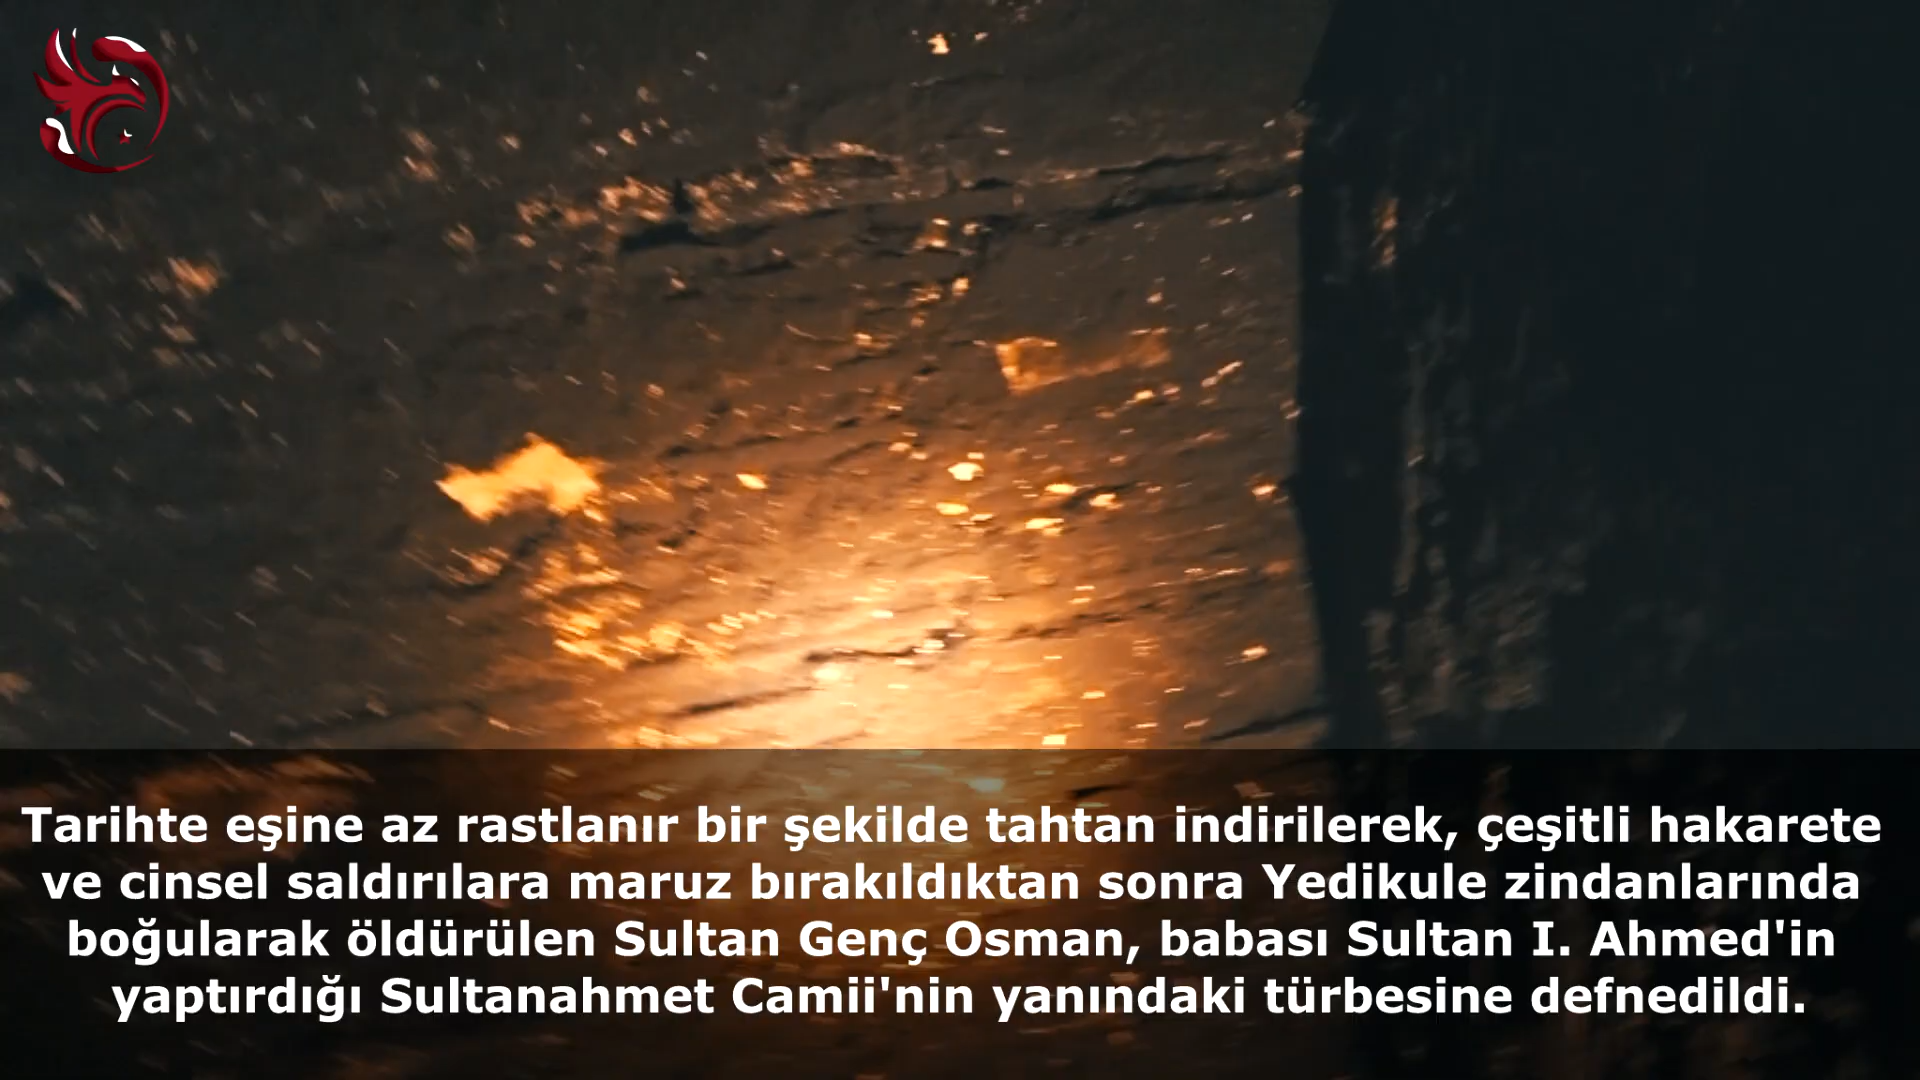 Tarihte eşine az rastlanır bir şekilde tahtan indirilerek, çeşitli hakarete
ve cinsel saldırılara maruz bırakıldıktan sonra Yedikule zindanlarında
boğularak öldürülen Sultan Genç Osman, babası Sultan I. Ahmed'in
yaptırdığı Sultanahmet Camii'nin yanındaki türbesine defnedildi.